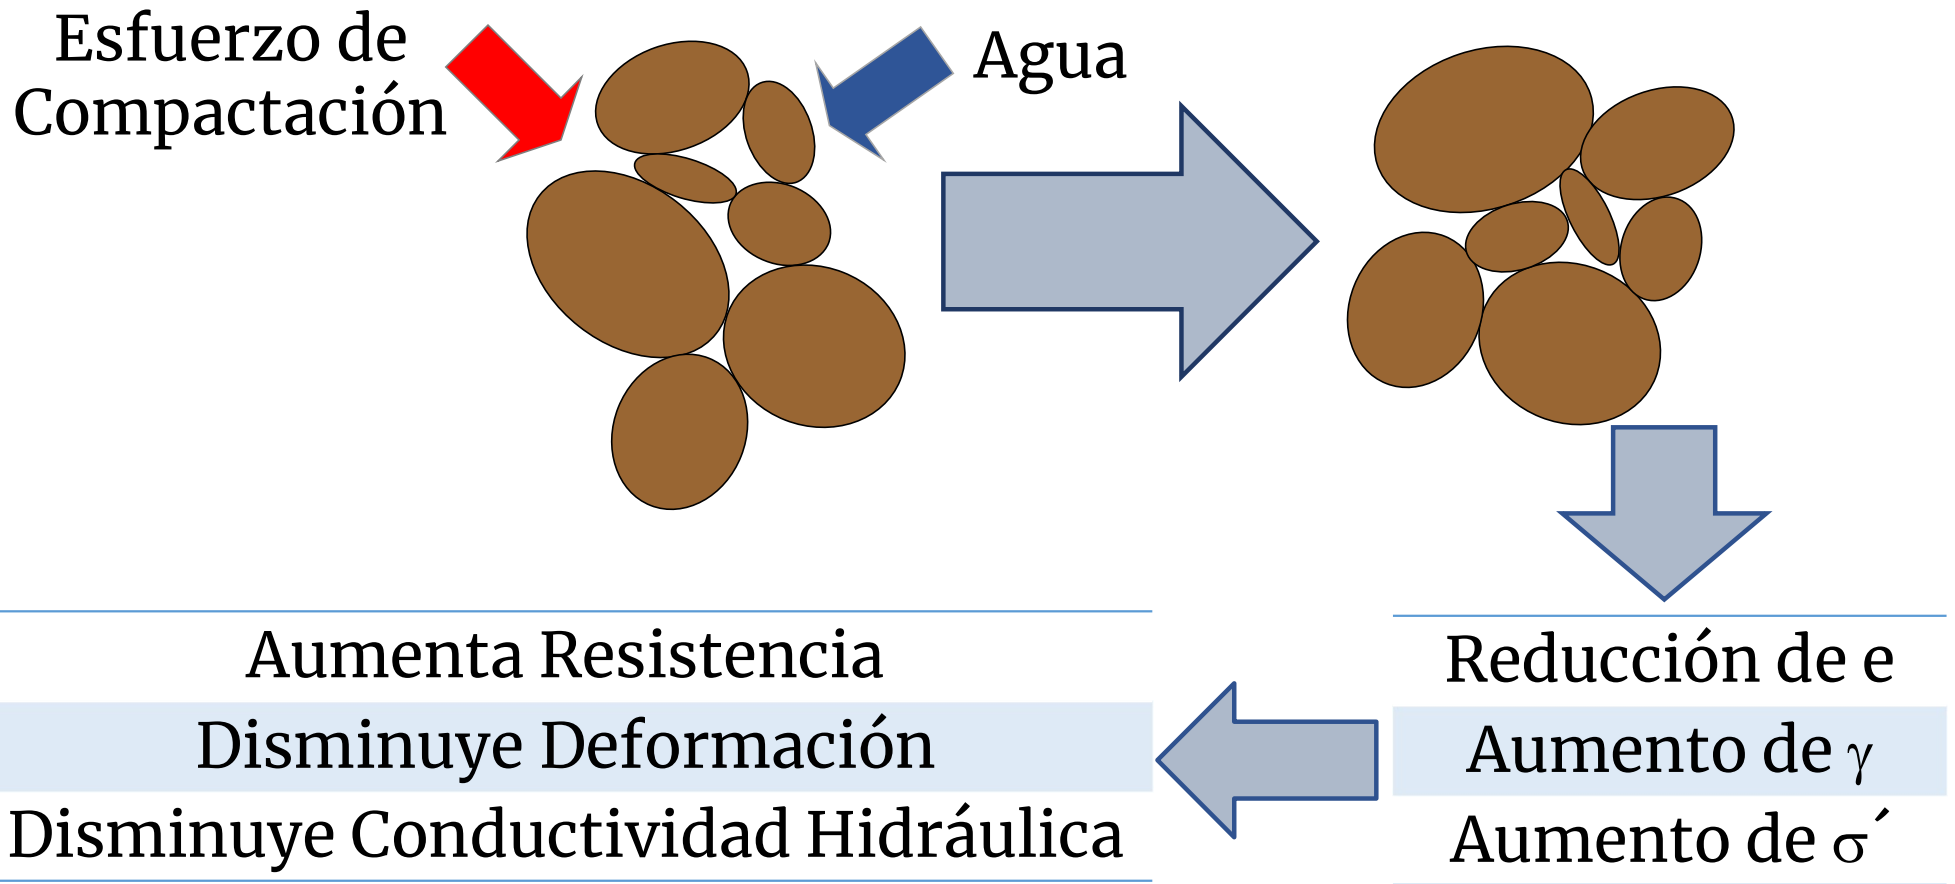 Esfuerzo de
Compactación
Agua
Aumenta Resistencia
Disminuye Deformación
Disminuye Conductividad Hidráulica
Reducción de e
Aumento de γ
Aumento de σ´